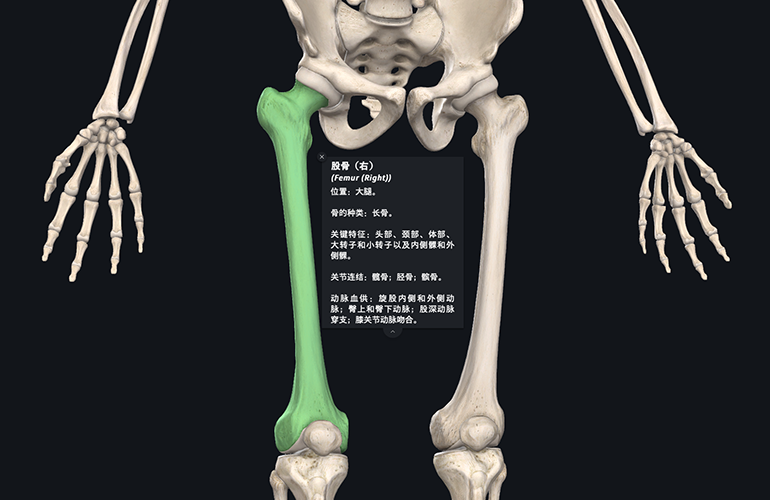 股骨（右）
(Femur (Right))
位置：大腿。
骨的种类：长骨。
关键特征：头部、颈部、体部、
大转子和小转子以及内侧髁和外
侧髁。
关节连结：髋骨；胫骨；髌骨。
动脉血供：旋股内侧和外侧动
脉；臀上和臀下动脉；股深动脉
穿支；膝关节动脉吻合。